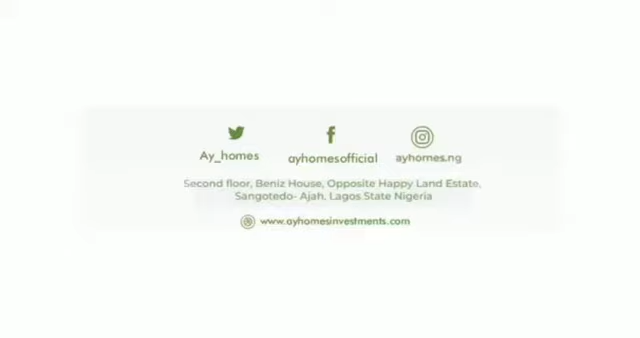 Ay_homes ayhomesofficial ayhomes.ng
Second floor, Beniz House, Opposite Happy Land Estate,
Sangotedo- Ajah, Lagos State Nigeria
www.ayhomesinvestments.com